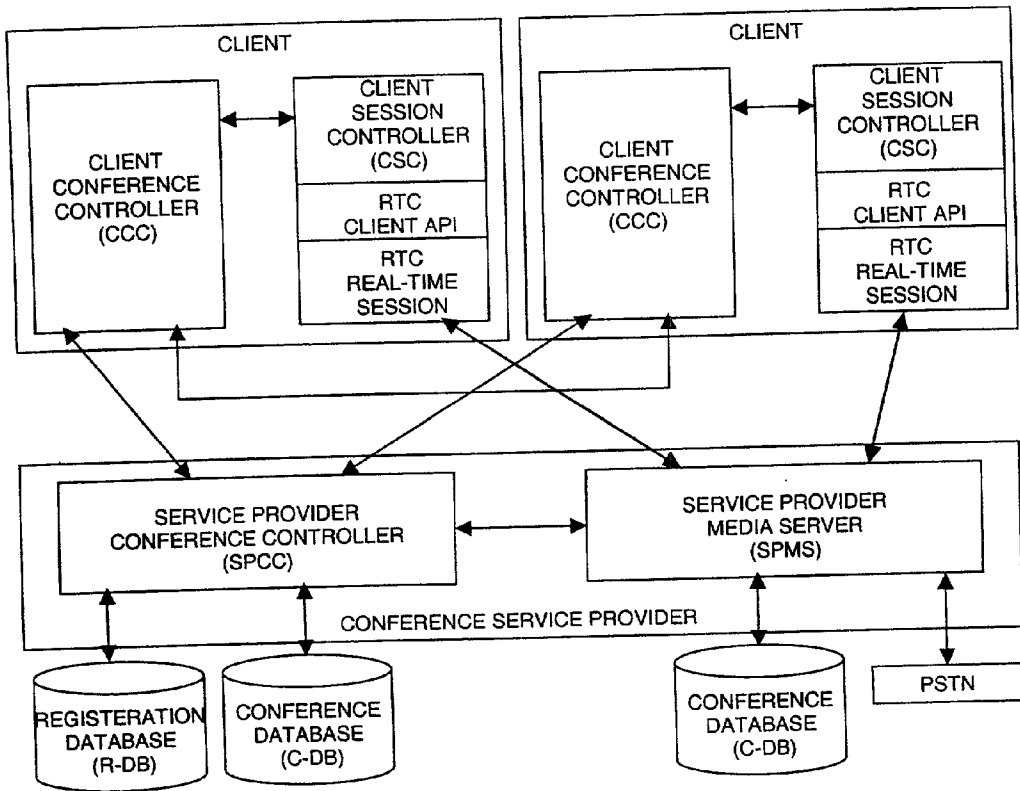 CLIENT
CLIENT
CONFERENCE
CONTROLLER
(CCC)
CLIENT
SESSION
CONTROLLER
(CSC)
RTC
CLIENT API
RTC
REAL-TIME
SESSION
CLIENT
CLIENT
CONFERENCE
CONTROLLER
(CCC)
CLIENT
SESSION
CONTROLLER
(CSC)
RTC
CLIENT API
RTC
REAL-TIME
SESSION
SERVICE PROVIDER
CONFERENCE CONTROLLER
(SPCC)
SERVICE PROVIDER
MEDIA SERVER
(SPMS)
CONFERENCE SERVICE PROVIDER
REGISTERATION
DATABASE
(R-DB)
CONFERENCE
DATABASE
(C-DB)
CONFERENCE
DATABASE
(C-DB)
PSTN